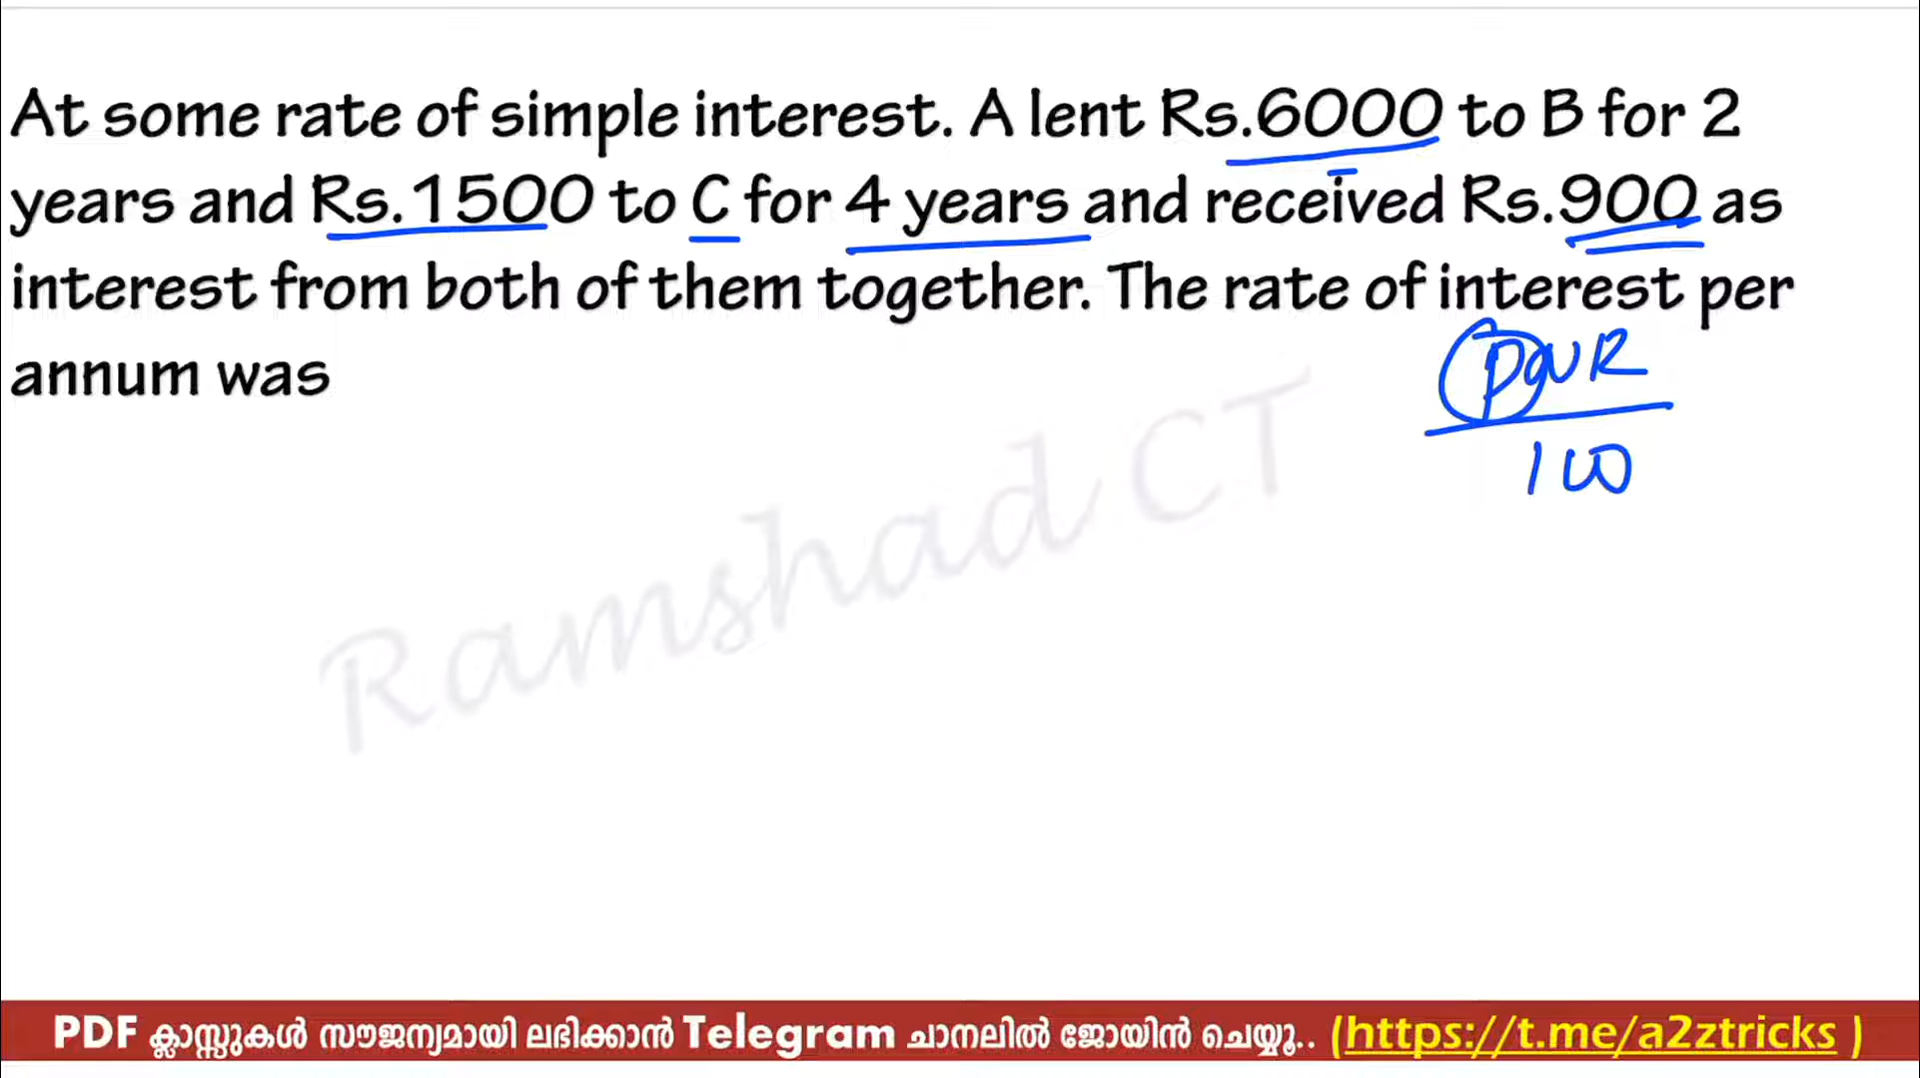 At some rate of simple interest. A lent Rs.6000 to B for 2
years and Rs.1500 to C for 4 years and received Rs.900 as
interest from both of them together. The rate of interest per
annum was
PNR
100
Ramshad CT
PDF ക്ലാസ്സുകൾ സൗജന്യമായി ലഭിക്കാൻ Telegram ചാനലിൽ ജോയിൻ ചെയ്യൂ.. (https://t.me/a2ztricks )